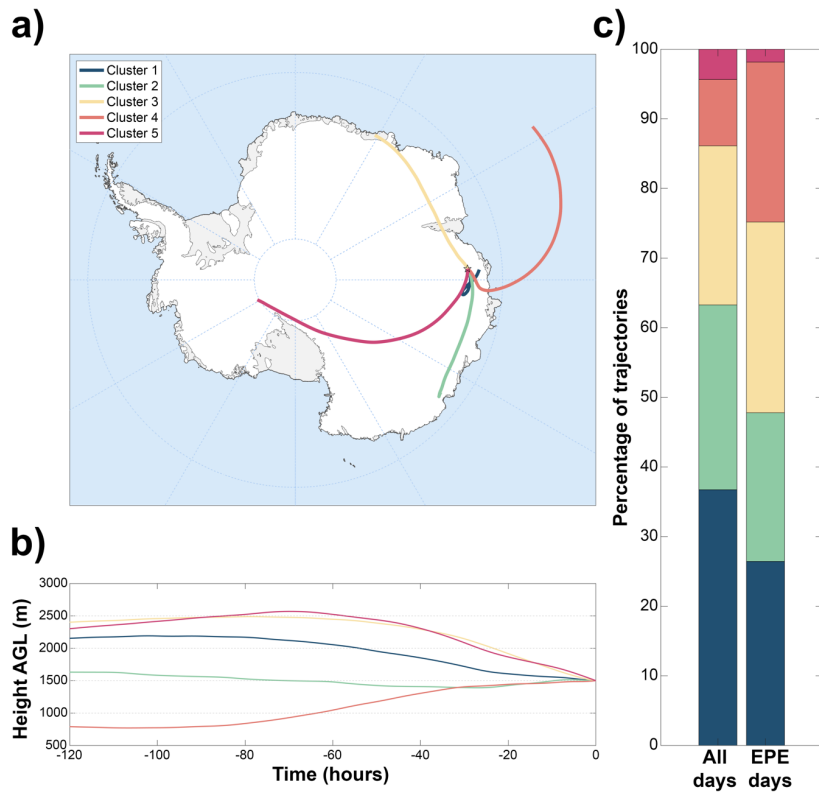 a)
Cluster 1
Cluster 2
Cluster 3
Cluster 4
Cluster 5
b)
Height AGL (m)
3000
2500
2000
1500
1000
500
-120
-100
-80
-60
-40
-20
0
Time (hours)
c)
Percentage of trajectories
100
90
80
70
60
50
40
30
20
10
0
All
days
EPE
days